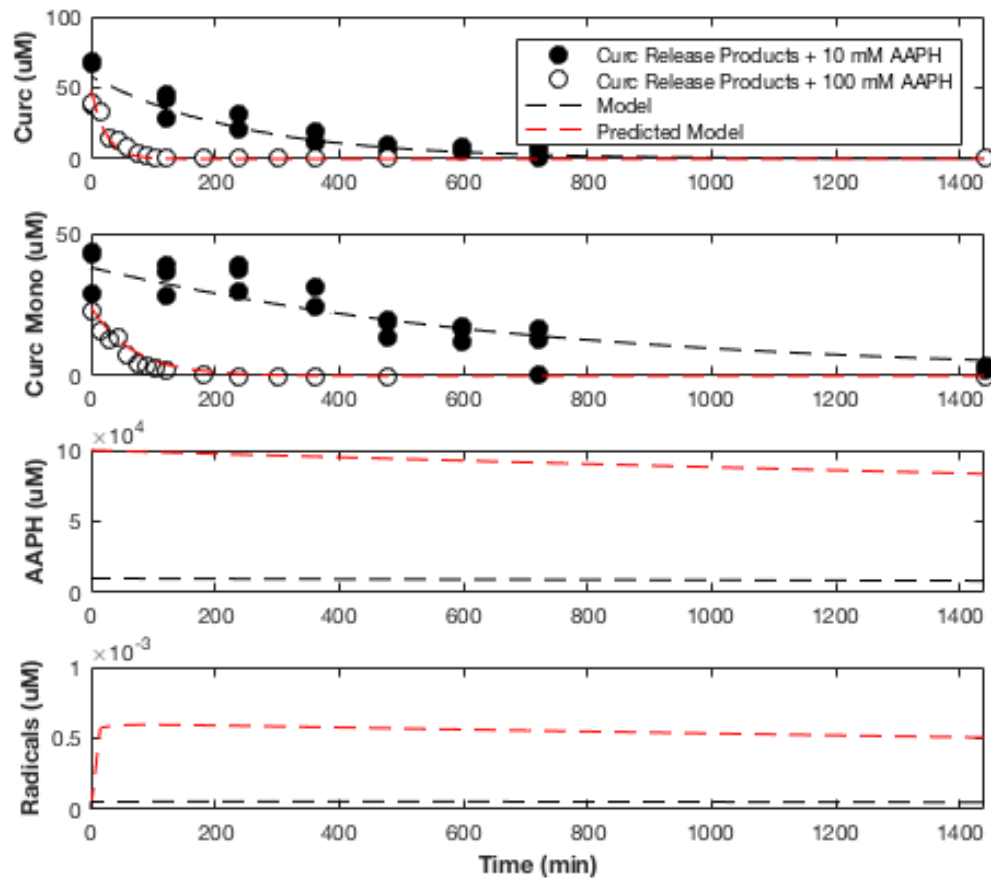 Curc (uM)
100
50
0
Curc Release Products + 10 mM AAPH
Curc Release Products + 100 mM AAPH
Model
Predicted Model
0 200 400 600 800 1000 1200 1400
Curc Mono (uM)
50
0
0 200 400 600 800 1000 1200 1400
AAPH (uM)
×10^4
10
5
0
0 200 400 600 800 1000 1200 1400
Radicals (uM)
×10^-3
1
0.5
0
0 200 400 600 800 1000 1200 1400
Time (min)